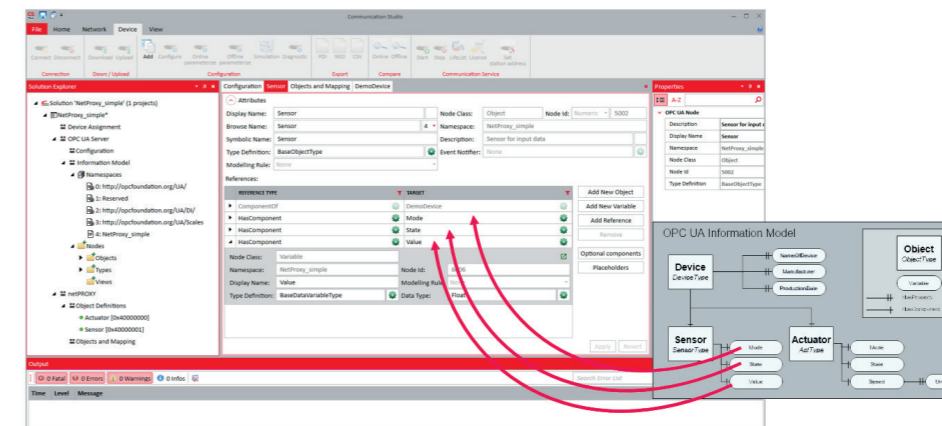 Communication Studio
File Home Network Device View
Connect Disconnect Download Upload Add Configure Online parameterize Offline parameterize Simulation Diagnostic PDF CSV Online Offline Start Stop LifeList License Set station address
Connection Down / Upload Configuration Export Compare Communication Service
Solution Explorer
Solution 'NetProxy_simple' (1 projects)
NetProxy_simple*
Device Assignment
OPC UA Server
Configuration
Information Model
Namespaces
0: http://opcfoundation.org/UA/
1: Reserved
2: http://opcfoundation.org/UA/DI/
3: http://opcfoundation.org/UA/Scales
4: NetProxy_simple
Nodes
Objects
Types
Views
netPROXY
Object Definitions
Actuator [0x40000000]
Sensor [0x40000001]
Objects and Mapping
Configuration Sensor Objects and Mapping DemoDevice
Attributes
Display Name: Sensor Node Class: Object Node Id: Numeric 5002
Browse Name: Sensor 4 Namespace: NetProxy_simple
Symbolic Name: Sensor Description: Sensor for input data
Type Definition: BaseObjectType Event Notifier: None
Modelling Rule: None
References:
REFERENCE TYPE TARGET
ComponentOf DemoDevice
HasComponent Mode
HasComponent State
HasComponent Value
Node Class: Variable
Namespace: NetProxy_simple Node Id:
Display Name: Value Modelling Rule:
Type Definition: BaseDataVariableType Data Type: Float
Add New Object
Add New Variable
Add Reference
Remove
Optional components
Placeholders
Apply Revert
Properties
A-Z
OPC UA Node
Description Sensor for input
Display Name Sensor
Namespace NetProxy_simple
Node Class Object
Node Id 5002
Type Definition BaseObjectType
Output
0 Fatal 0 Errors 0 Warnings 0 Infos
Search Error List
Time Level Message
OPC UA Information Model
Device
DeviceType
NameOfDevice
Manufacturer
ProductionDate
Object
ObjectType
Variable
HasProperty
HasComponent
Sensor
SensorType
Mode
State
Value
Actuator
ActType
Mode
State
Speed